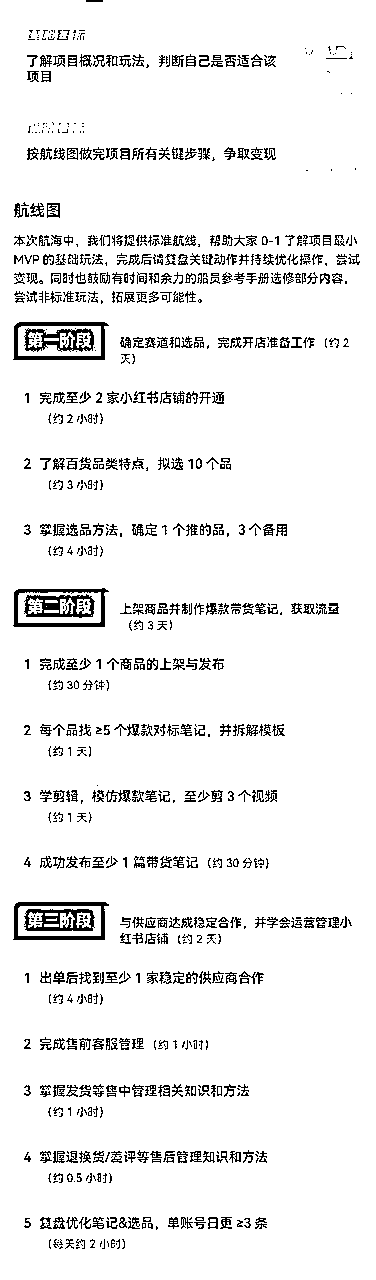 了解项目概况和玩法，判断自己是否适合该
项目
按航线图做完项目所有关键步骤，争取变现
航线图
本次航海中，我们将提供标准航线，帮助大家 0-1 了解项目最小
MVP 的基础玩法，完成后请复盘关键动作并持续优化操作，尝试
变现。同时也鼓励有时间和余力的船员参考手册选修部分内容，
尝试非标准玩法，拓展更多可能性。
第一阶段
确定赛道和选品，完成开店准备工作（约 2
天）
1 完成至少 2 家小红书店铺的开通
（约 2 小时）
2 了解百货品类特点，拟选 10 个品
（约 3 小时）
3 掌握选品方法，确定 1 个推的品，3 个备用
（约 4 小时）
第二阶段
上架商品并制作爆款带货笔记，获取流量
（约 3 天）
1 完成至少 1 个商品的上架与发布
（约 30 分钟）
2 每个品找 ≥5 个爆款对标笔记，并拆解模板
（约 1 天）
3 学剪辑，模仿爆款笔记，至少剪 3 个视频
（约 1 天）
4 成功发布至少 1 篇带货笔记（约 30 分钟）
第三阶段
与供应商达成稳定合作，并学会运营管理小
红书店铺（约 2 天）
1 出单后找到至少 1 家稳定的供应商合作
（约 4 小时）
2 完成售前客服管理（约 1 小时）
3 掌握发货等售中管理相关知识和方法
（约 1 小时）
4 掌握退换货/差评等售后管理知识和方法
（约 0.5 小时）
5 复盘优化笔记&选品，单账号日更 ≥3 条
（每天约 2 小时）